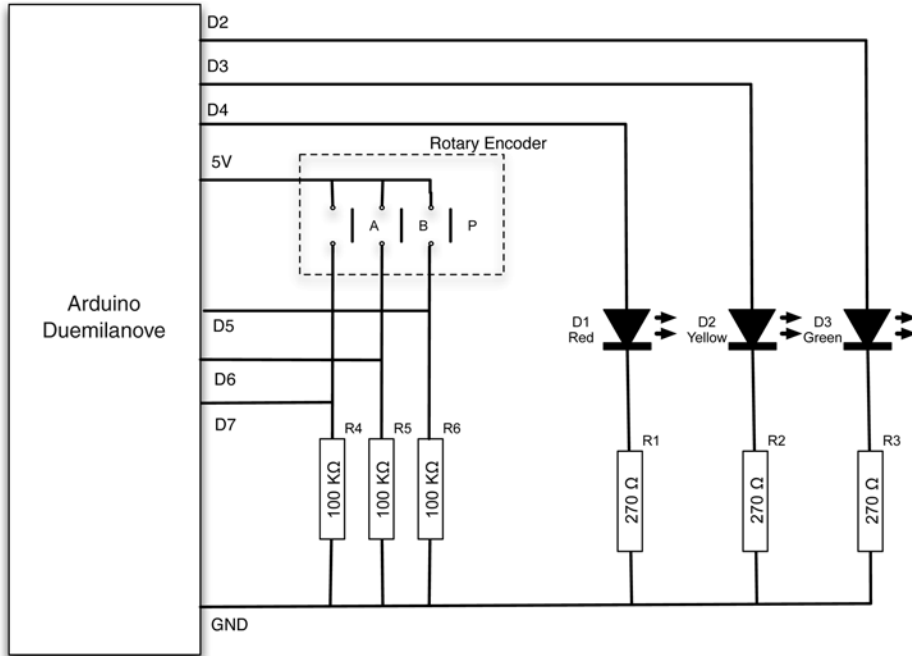 D2
D3
D4
Rotary Encoder
5V
A
B
P
Arduino
Duemilanove
D5
D1
Red
D2
Yellow
D3
Green
D6
D7
R4
R5
R6
R1
R2
R3
100 KΩ
100 KΩ
100 KΩ
270 Ω
270 Ω
270 Ω
GND